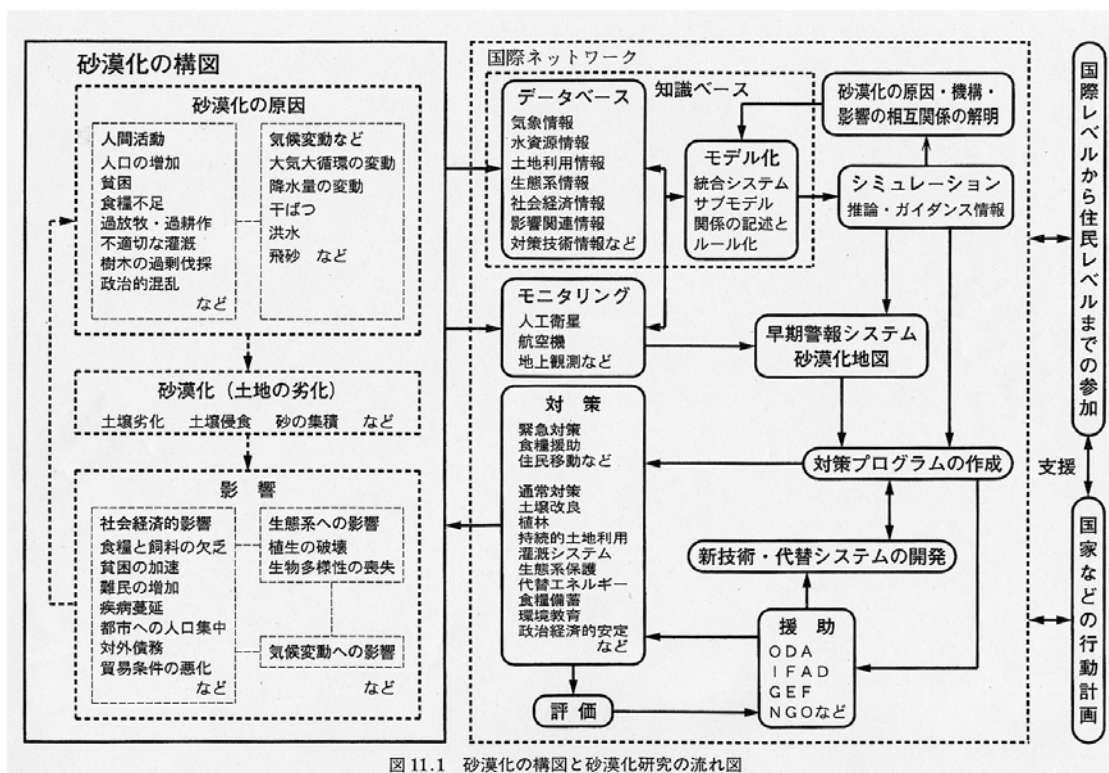 砂漠化の構図
砂漠化の原因
人間活動
人口の増加
貧困
食糧不足
過放牧・過耕作
不適切な灌漑
樹木の過剰伐採
政治的混乱
など
気候変動など
大気大循環の変動
降水量の変動
干ばつ
洪水
飛砂 など
砂漠化（土地の劣化）
土壌劣化 土壌侵食 砂の集積 など
影 響
社会経済的影響
食糧と飼料の欠乏
貧困の加速
難民の増加
疾病蔓延
都市への人口集中
対外債務
貿易条件の悪化
など
生態系への影響
植生の破壊
生物多様性の喪失
気候変動への影響
など
国際ネットワーク
知識ベース
データベース
気象情報
水資源情報
土地利用情報
生態系情報
社会経済情報
影響関連情報
対策技術情報など
モデル化
統合システム
サブモデル
関係の記述と
ルール化
砂漠化の原因・機構・
影響の相互関係の解明
シミュレーション
推論・ガイダンス情報
モニタリング
人工衛星
航空機
地上観測など
早期警報システム
砂漠化地図
対 策
緊急対策
食糧援助
住民移動など
通常対策
土壌改良
植林
持続的土地利用
灌漑システム
生態系保護
代替エネルギー
食糧備蓄
環境教育
政治経済的安定
など
対策プログラムの作成
新技術・代替システムの開発
援 助
ODA
IFAD
GEF
NGOなど
評 価
国際レベルから住民レベルまでの参加
支援
国家などの行動計画
図11.1 砂漠化の構図と砂漠化研究の流れ図